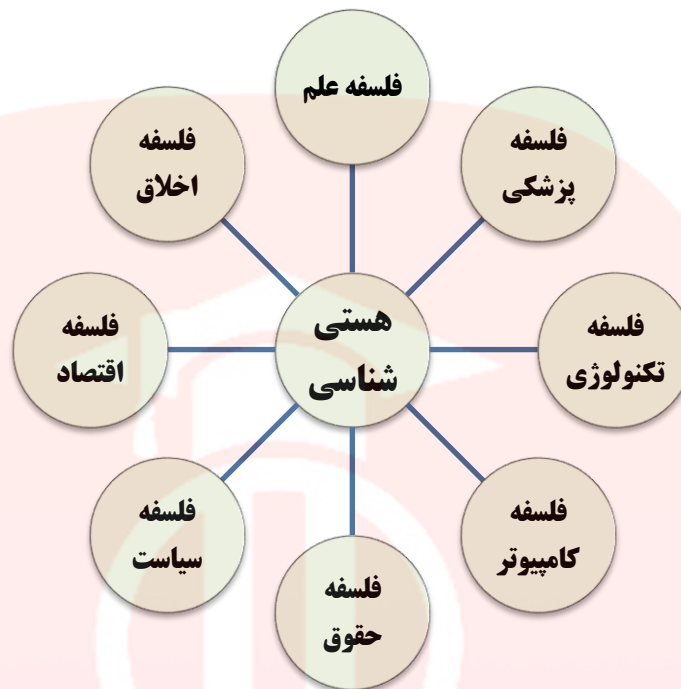 فلسفه علم
فلسفه
پزشکی
فلسفه
تکنولوژی
فلسفه
کامپیوتر
فلسفه
حقوق
فلسفه
سیاست
فلسفه
اقتصاد
فلسفه
اخلاق
هستی
شناسی